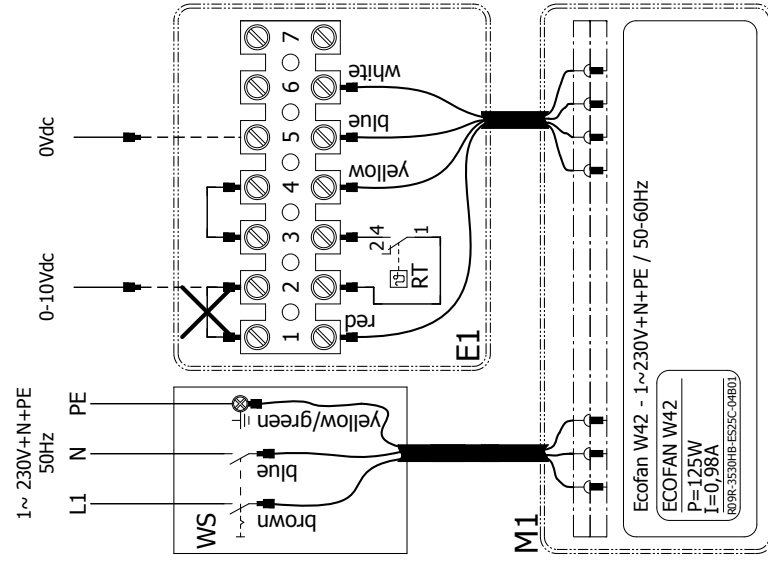 1~ 230V+N+PE
50Hz
L1
N
PE
0-10Vdc
0Vdc
WS
brown
blue
yellow/green
1
2
3
4
5
6
7
red
yellow
blue
white
2
4
1
RT
E1
M1
Ecofan W42 - 1~230V+N+PE / 50-60Hz
ECOFAN W42
P=125W
I=0,98A
R09R-3530HB-ES25C-04B01